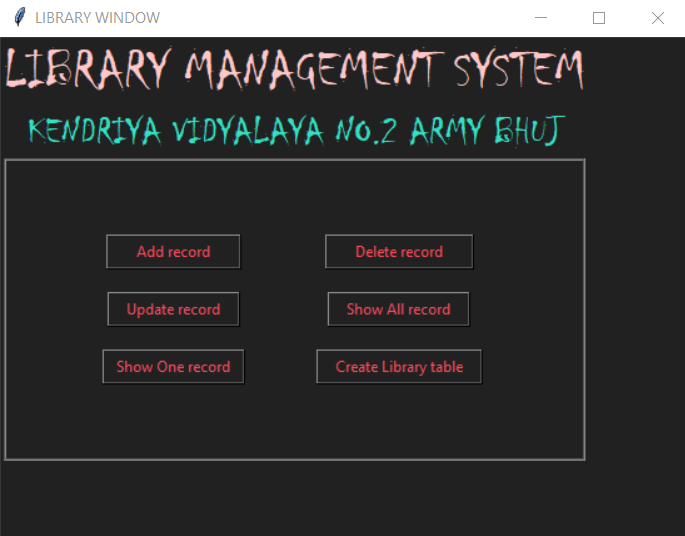 LIBRARY WINDOW
LIBRARY MANAGEMENT SYSTEM
KENDRIYA VIDYALAYA NO.2 ARMY BHUJ
Add record Delete record
Update record Show All record
Show One record Create Library table